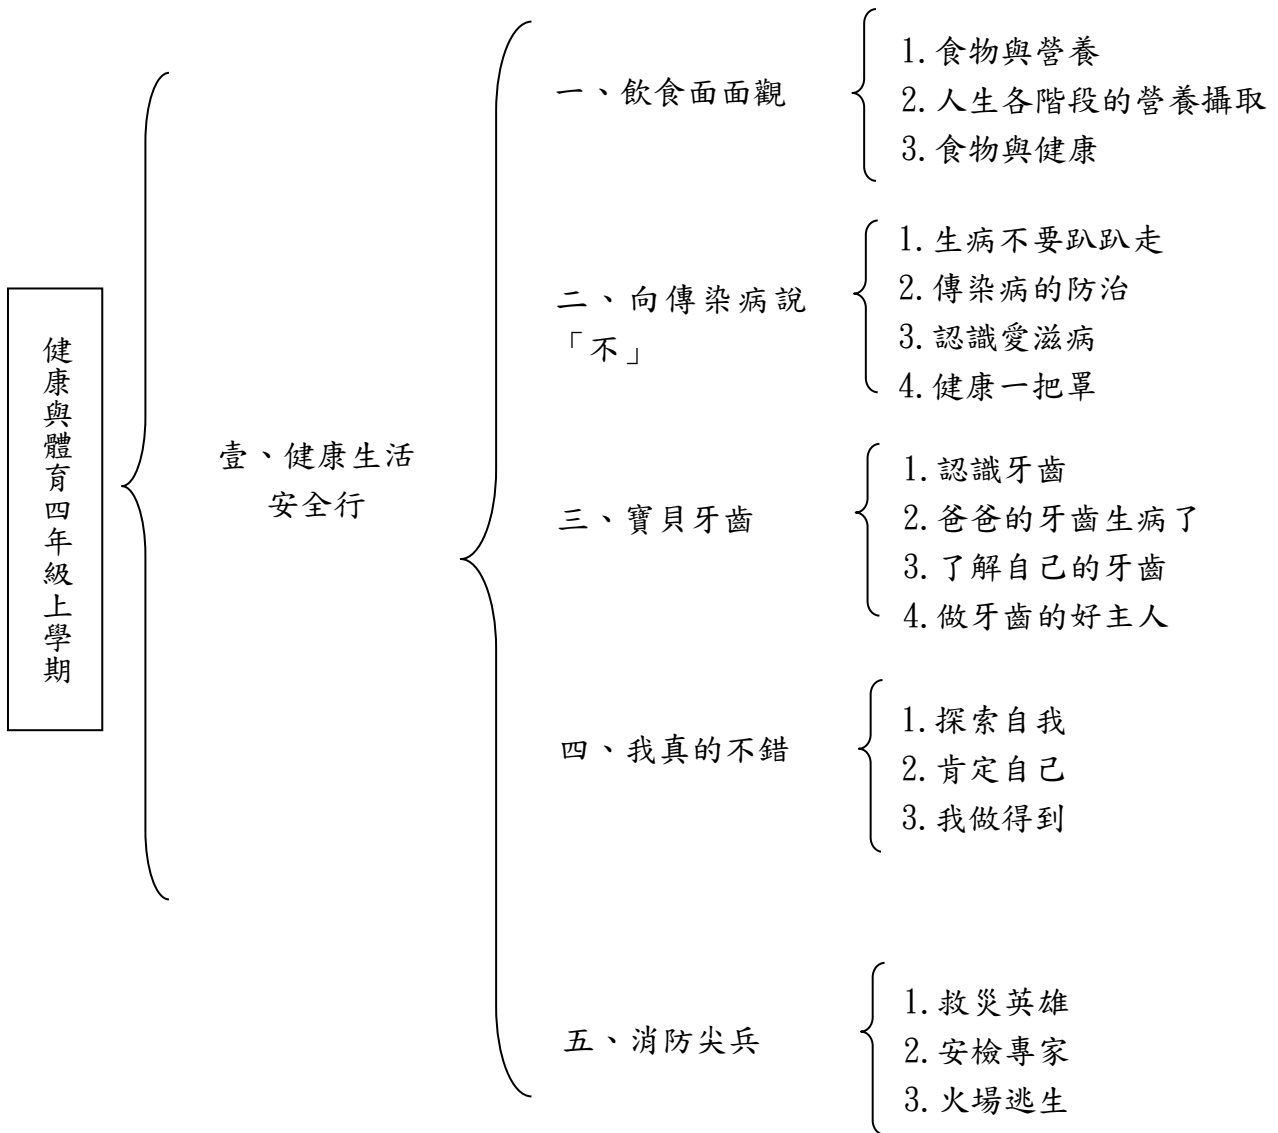 健康與體育四年級上學期
壹、健康生活
安全行
一、飲食面面觀
1.食物與營養
2.人生各階段的營養攝取
3.食物與健康
二、向傳染病說
「不」
1.生病不要趴趴走
2.傳染病的防治
3.認識愛滋病
4.健康一把罩
三、寶貝牙齒
1.認識牙齒
2.爸爸的牙齒生病了
3.了解自己的牙齒
4.做牙齒的好主人
四、我真的不錯
1.探索自我
2.肯定自己
3.我做得到
五、消防尖兵
1.救災英雄
2.安檢專家
3.火場逃生